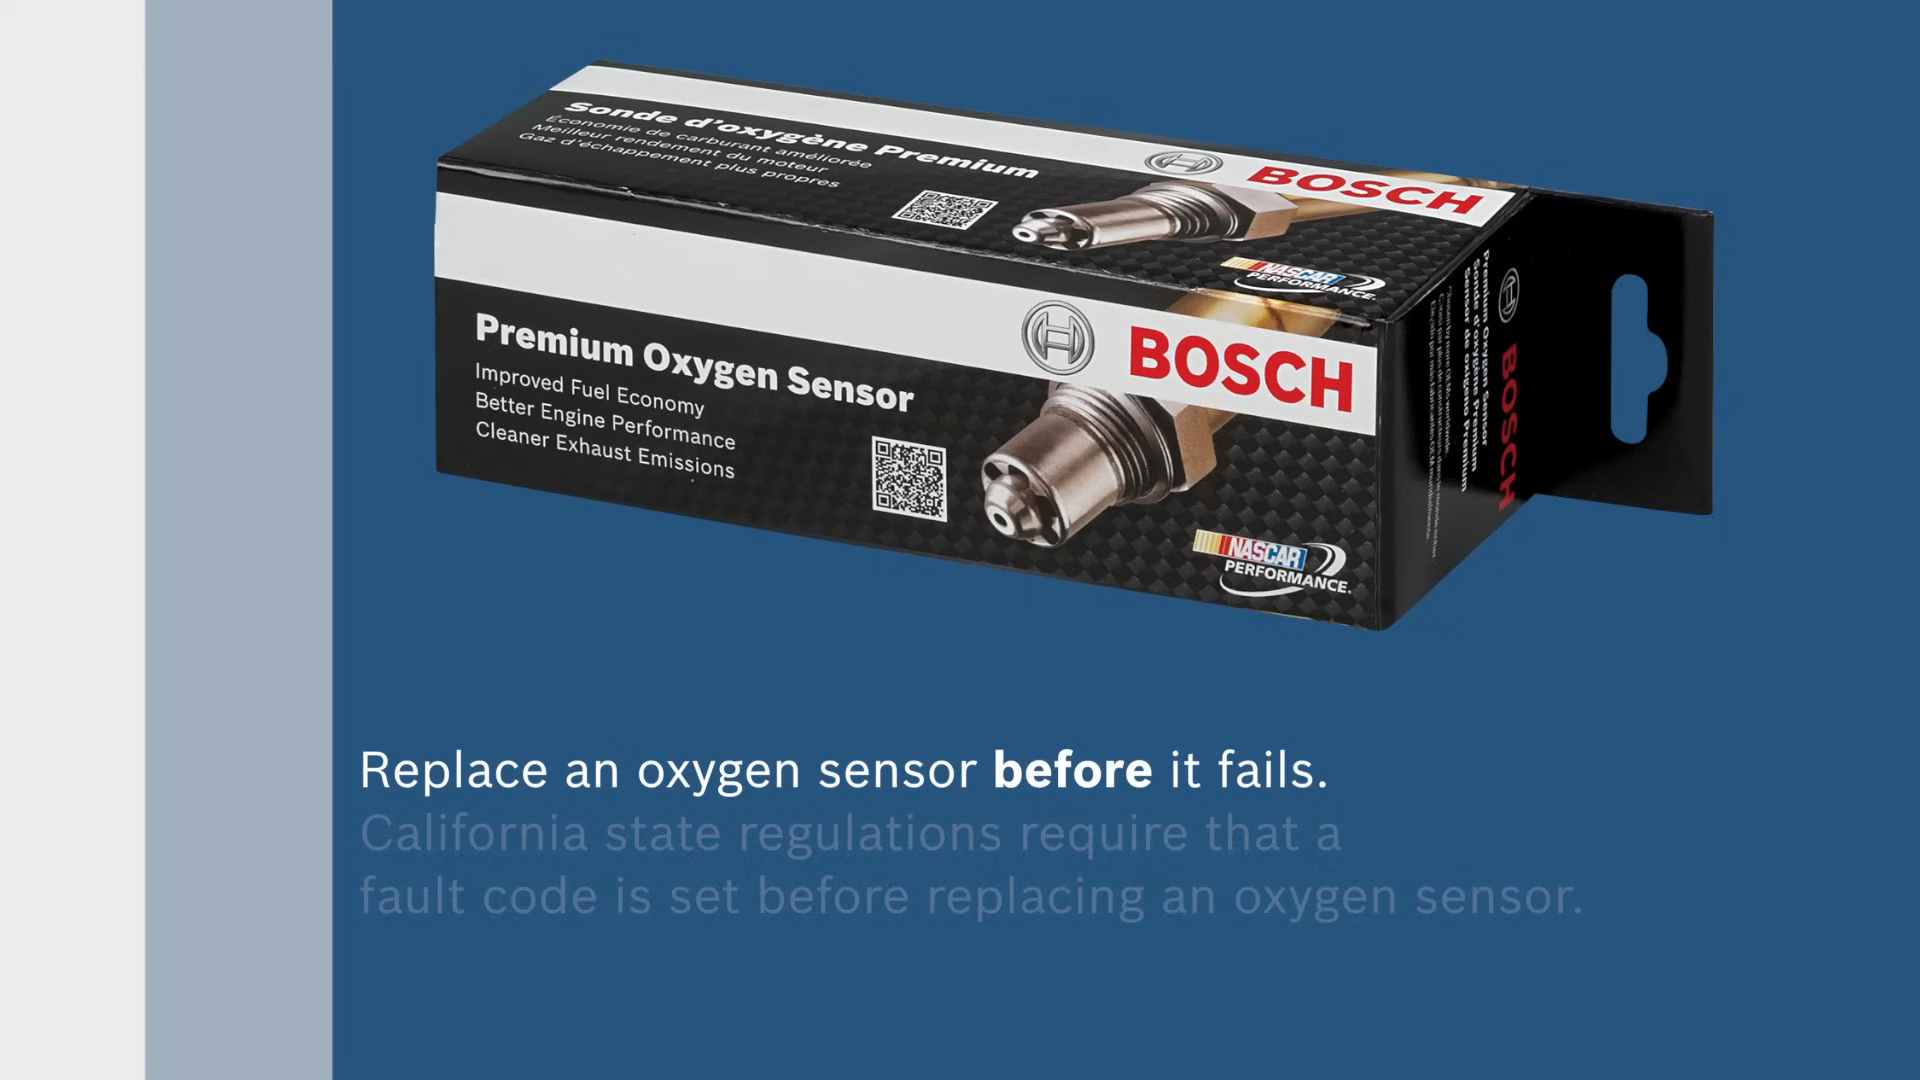 Sonde d'oxygène Premium
Économie de carburant améliorée
Meilleur rendement du moteur
Gaz d'échappement plus propres
BOSCH
NASCAR
PERFORMANCE.
Premium Oxygen Sensor
Improved Fuel Economy
Better Engine Performance
Cleaner Exhaust Emissions
BOSCH
NASCAR
PERFORMANCE.
Premium Oxygen Sensor
Sonde d'oxygène Premium
Sensor de oxígeno Premium
BOSCH
Replace an oxygen sensor before it fails.
California state regulations require that a
fault code is set before replacing an oxygen sensor.